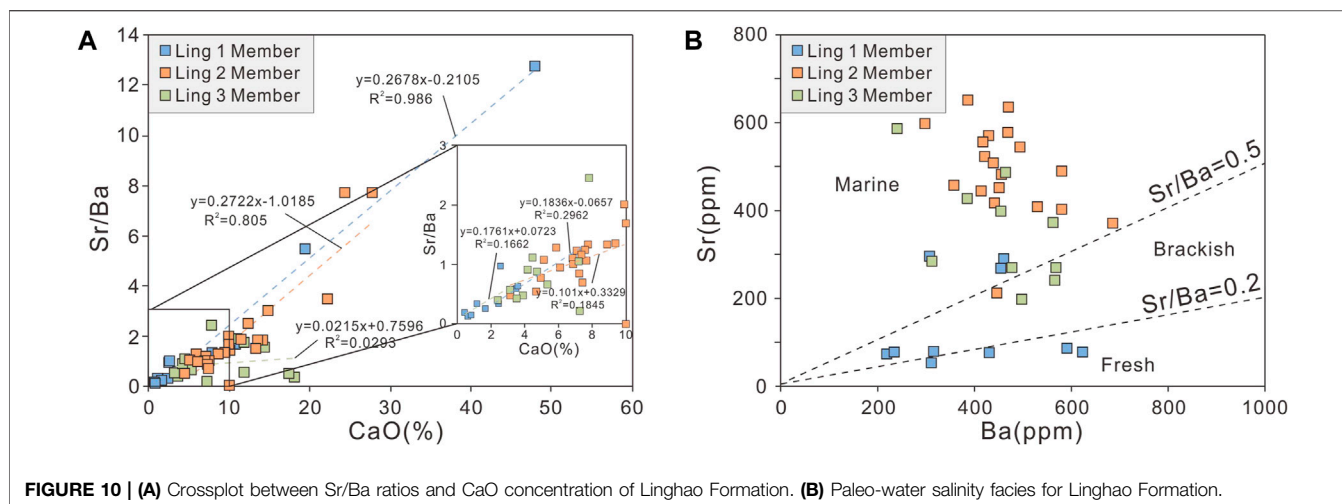 A
Ling 1 Member
Ling 2 Member
Ling 3 Member
14
12
10
8
6
4
2
0
Sr/Ba
0
10
20
30
40
50
60
CaO(%)
y=0.2678x-0.2105
R²=0.986
y=0.2722x-1.0185
R²=0.805
y=0.0215x+0.7596
R²=0.0293
3
2
1
0
Sr/Ba
y=0.1836x-0.0657
R²=0.2962
y=0.1761x+0.0723
R²=0.1662
y=0.101x+0.3329
R²=0.1845
0
2
4
6
8
10
CaO(%)
B
Ling 1 Member
Ling 2 Member
Ling 3 Member
800
600
400
200
0
Sr(ppm)
Marine
Sr/Ba=0.5
Brackish
Sr/Ba=0.2
Fresh
0
200
400
600
800
1000
Ba(ppm)
FIGURE 10 | (A) Crossplot between Sr/Ba ratios and CaO concentration of Linghao Formation. (B) Paleo-water salinity facies for Linghao Formation.